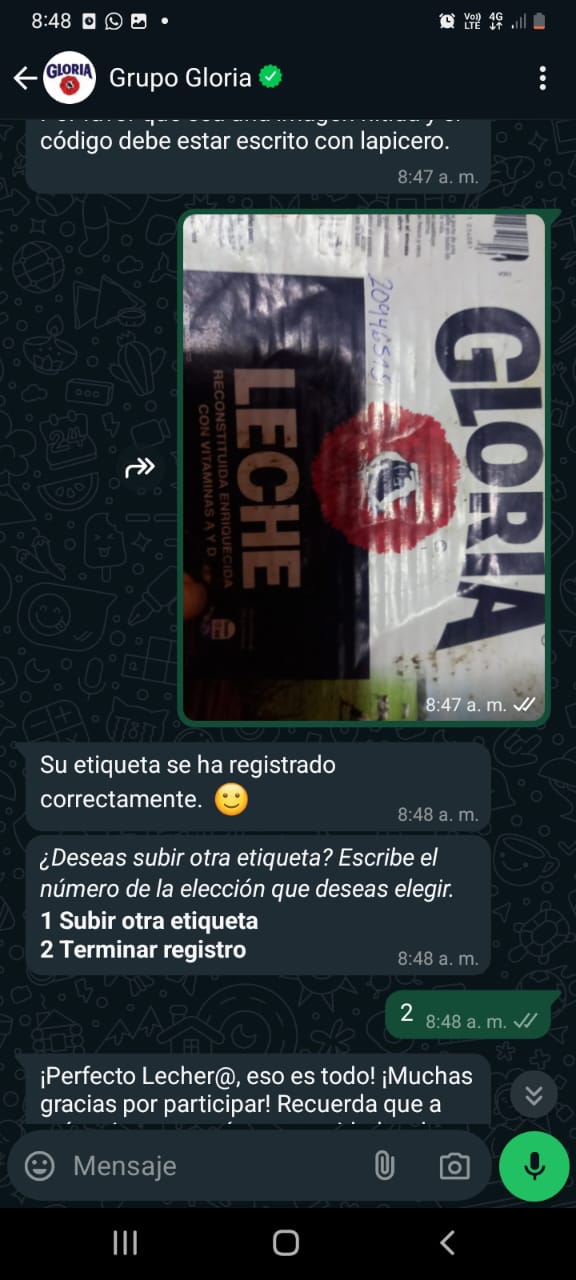 8:48
Vo)) LTE 4G
GLORIA
Grupo Gloria
código debe estar escrito con lapicero.
8:47 a. m.
GLORIA
LECHE
RECONSTITUIDA ENRIQUECIDA
CON VITAMINAS A Y D
8:47 a. m.
Su etiqueta se ha registrado
correctamente.
8:48 a. m.
¿Deseas subir otra etiqueta? Escribe el
número de la elección que deseas elegir.
1 Subir otra etiqueta
2 Terminar registro
8:48 a. m.
2
8:48 a. m.
¡Perfecto Lecher@, eso es todo! ¡Muchas
gracias por participar! Recuerda que a
Mensaje